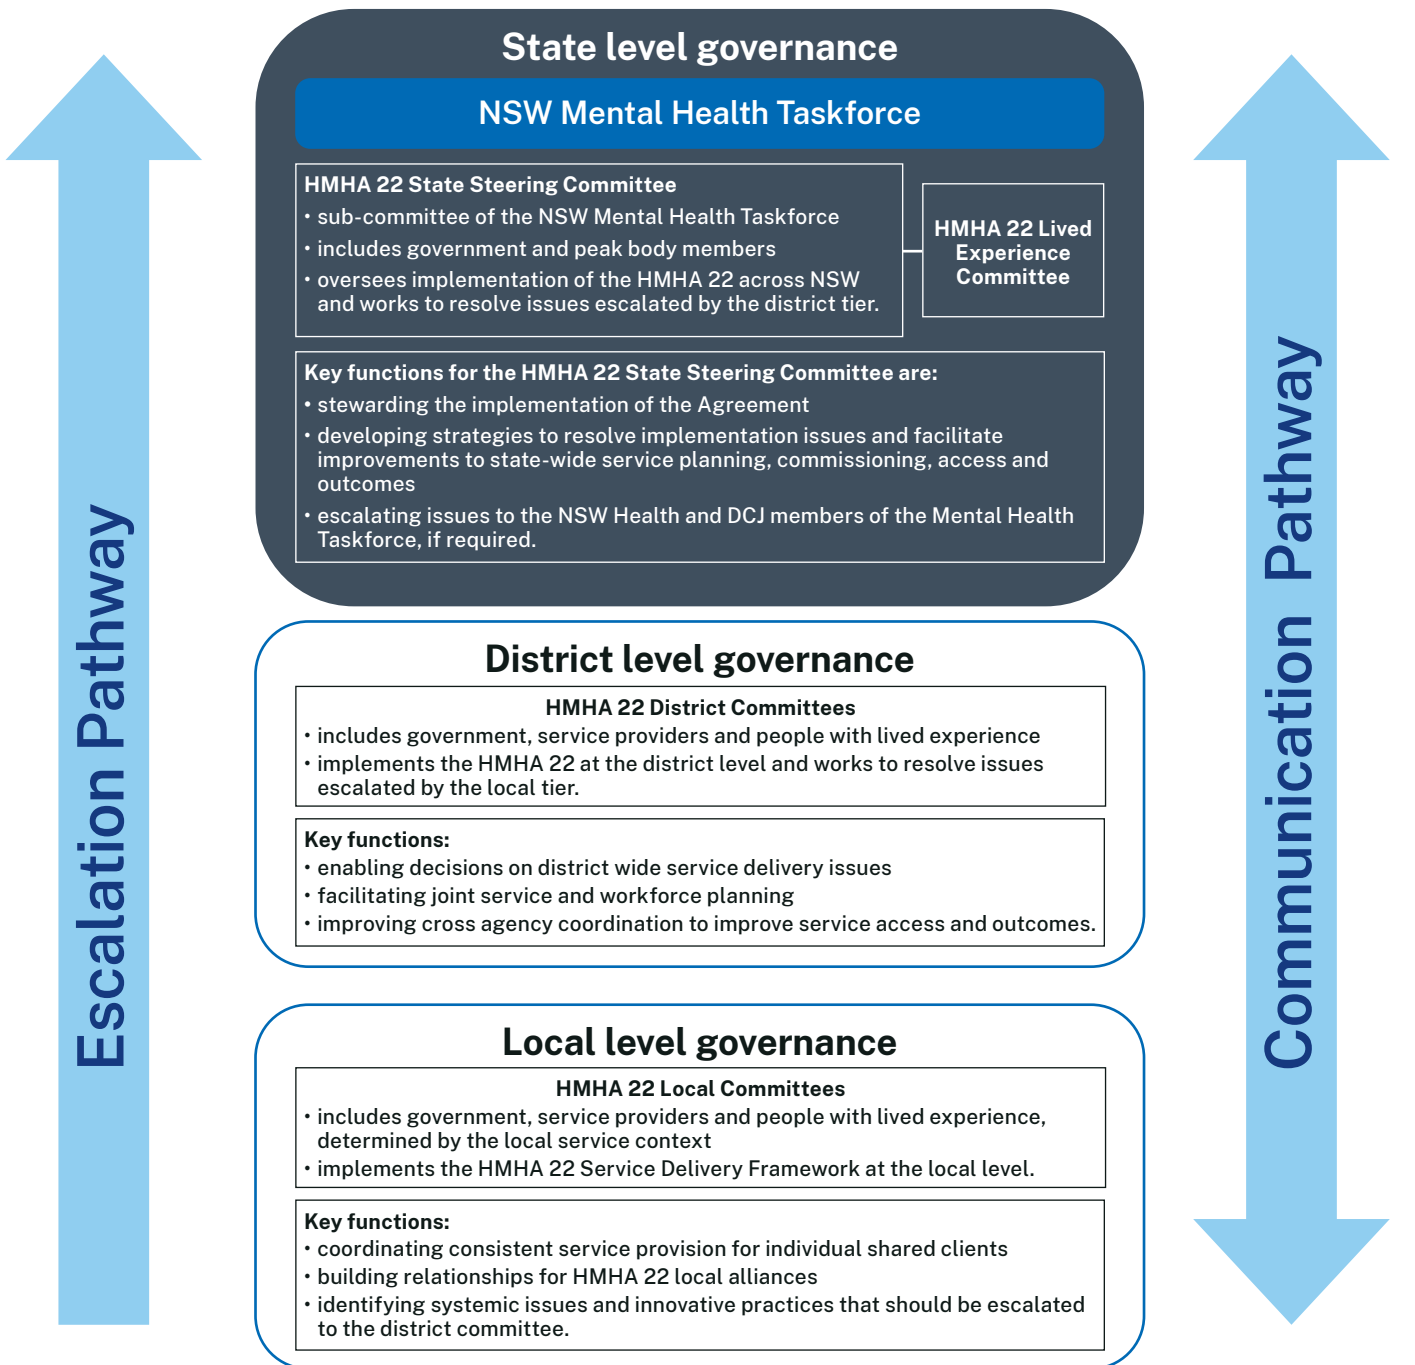 State level governance
NSW Mental Health Taskforce
HMHA 22 State Steering Committee
• sub-committee of the NSW Mental Health Taskforce
• includes government and peak body members
• oversees implementation of the HMHA 22 across NSW
and works to resolve issues escalated by the district tier.
HMHA 22 Lived
Experience
Committee
Key functions for the HMHA 22 State Steering Committee are:
• stewarding the implementation of the Agreement
• developing strategies to resolve implementation issues and facilitate
improvements to state-wide service planning, commissioning, access and
outcomes
• escalating issues to the NSW Health and DCJ members of the Mental Health
Taskforce, if required.
District level governance
HMHA 22 District Committees
• includes government, service providers and people with lived experience
• implements the HMHA 22 at the district level and works to resolve issues
escalated by the local tier.
Key functions:
• enabling decisions on district wide service delivery issues
• facilitating joint service and workforce planning
• improving cross agency coordination to improve service access and outcomes.
Local level governance
HMHA 22 Local Committees
• includes government, service providers and people with lived experience,
determined by the local service context
• implements the HMHA 22 Service Delivery Framework at the local level.
Key functions:
• coordinating consistent service provision for individual shared clients
• building relationships for HMHA 22 local alliances
• identifying systemic issues and innovative practices that should be escalated
to the district committee.
Escalation Pathway
Communication Pathway